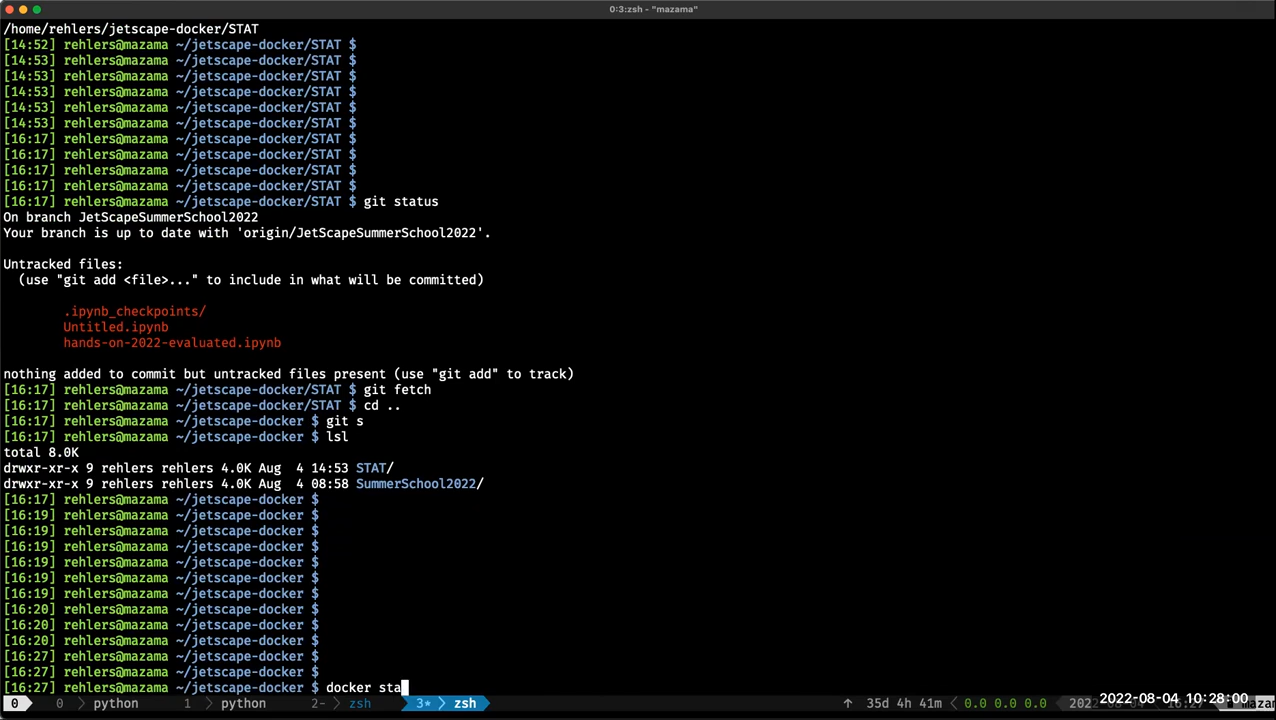 0:3:zsh - "mazama"
/home/rehlers/jetscape-docker/STAT
[14:52] rehlers@mazama ~/jetscape-docker/STAT $
[14:53] rehlers@mazama ~/jetscape-docker/STAT $
[14:53] rehlers@mazama ~/jetscape-docker/STAT $
[14:53] rehlers@mazama ~/jetscape-docker/STAT $
[14:53] rehlers@mazama ~/jetscape-docker/STAT $
[14:53] rehlers@mazama ~/jetscape-docker/STAT $
[16:17] rehlers@mazama ~/jetscape-docker/STAT $
[16:17] rehlers@mazama ~/jetscape-docker/STAT $
[16:17] rehlers@mazama ~/jetscape-docker/STAT $
[16:17] rehlers@mazama ~/jetscape-docker/STAT $
[16:17] rehlers@mazama ~/jetscape-docker/STAT $ git status
On branch JetScapeSummerSchool2022
Your branch is up to date with 'origin/JetScapeSummerSchool2022'.
Untracked files:
(use "git add <file>..." to include in what will be committed)
.ipynb_checkpoints/
Untitled.ipynb
hands-on-2022-evaluated.ipynb
nothing added to commit but untracked files present (use "git add" to track)
[16:17] rehlers@mazama ~/jetscape-docker/STAT $ git fetch
[16:17] rehlers@mazama ~/jetscape-docker/STAT $ cd ..
[16:17] rehlers@mazama ~/jetscape-docker $ git s
[16:17] rehlers@mazama ~/jetscape-docker $ lsl
total 8.0K
drwxr-xr-x 9 rehlers rehlers 4.0K Aug  4 14:53 STAT/
drwxr-xr-x 9 rehlers rehlers 4.0K Aug  4 08:58 SummerSchool2022/
[16:17] rehlers@mazama ~/jetscape-docker $
[16:19] rehlers@mazama ~/jetscape-docker $
[16:19] rehlers@mazama ~/jetscape-docker $
[16:19] rehlers@mazama ~/jetscape-docker $
[16:19] rehlers@mazama ~/jetscape-docker $
[16:19] rehlers@mazama ~/jetscape-docker $
[16:19] rehlers@mazama ~/jetscape-docker $
[16:20] rehlers@mazama ~/jetscape-docker $
[16:20] rehlers@mazama ~/jetscape-docker $
[16:20] rehlers@mazama ~/jetscape-docker $
[16:27] rehlers@mazama ~/jetscape-docker $
[16:27] rehlers@mazama ~/jetscape-docker $
[16:27] rehlers@mazama ~/jetscape-docker $ docker sta
0 0 python 1 python 2- zsh 3* zsh ↑ 35d 4h 41m 0.0 0.0 0.0 2022-08-04 10:28:00